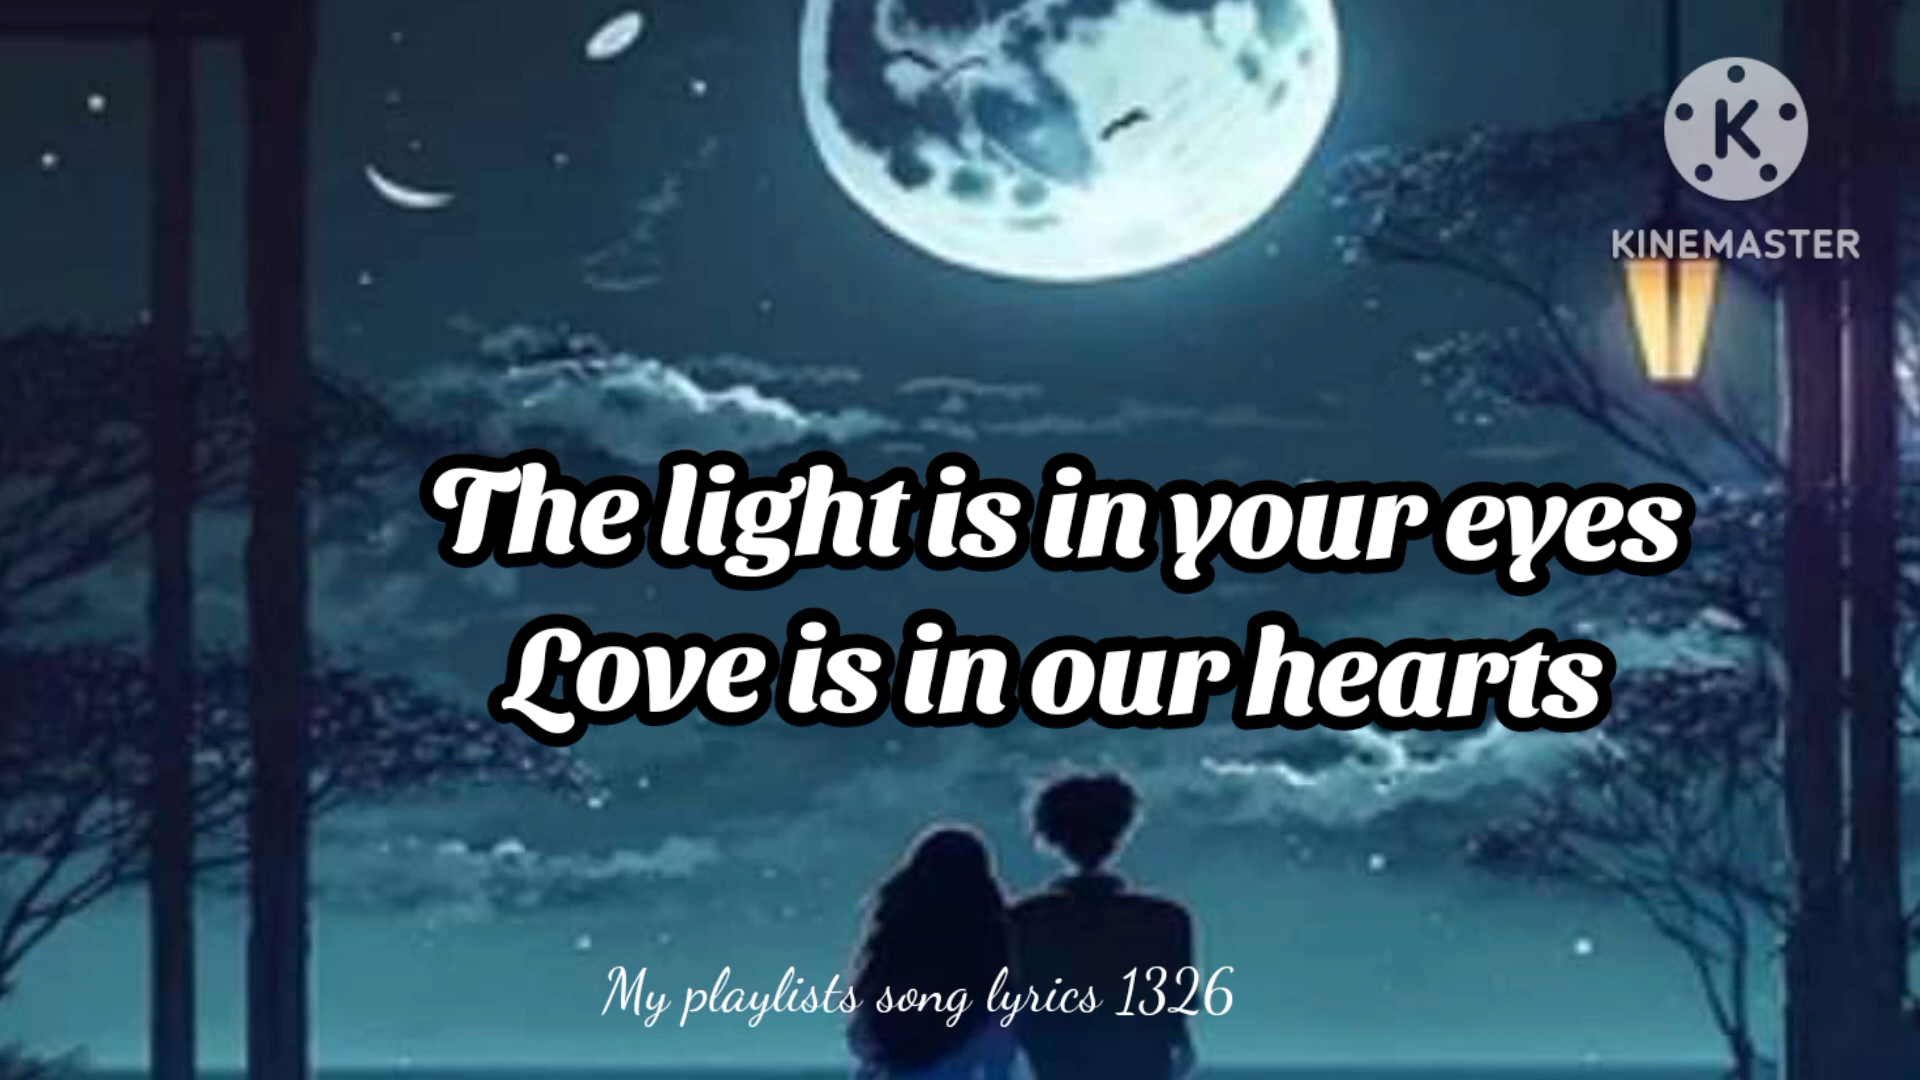 K
KINEMASTER
The light is in your eyes
Love is in our hearts
My playlists song lyrics 1326